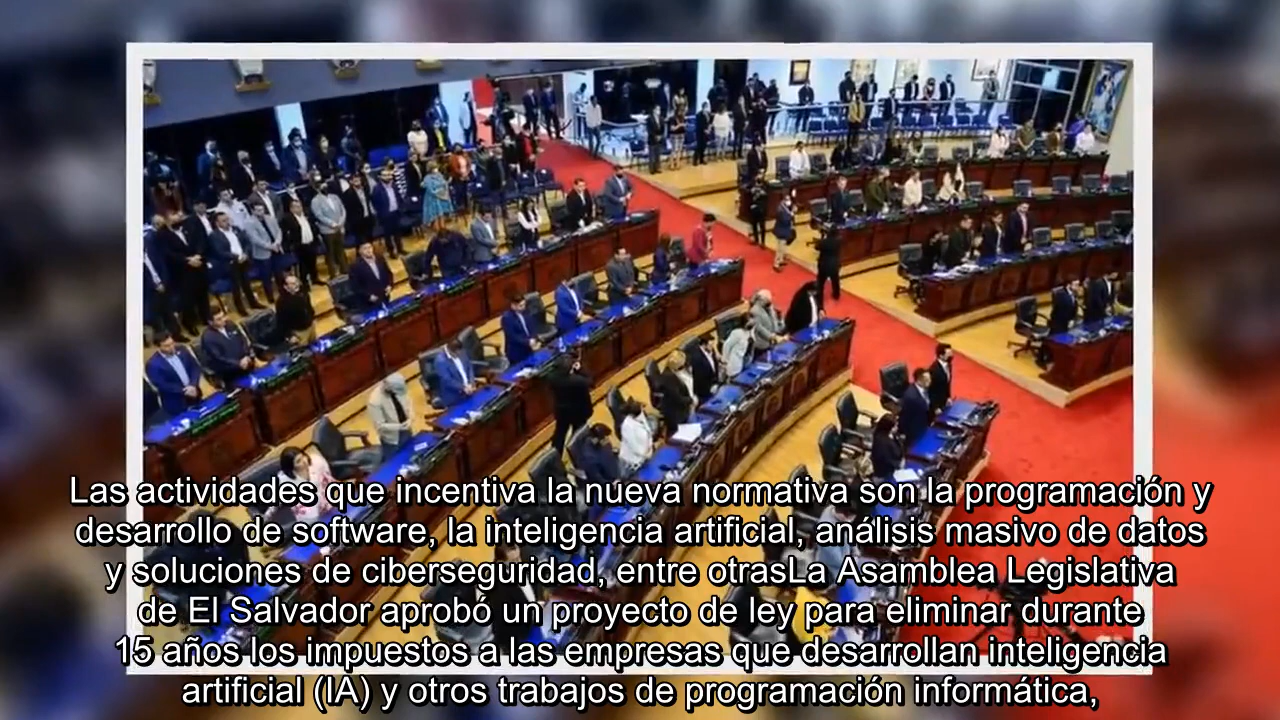 Las actividades que incentiva la nueva normativa son la programación y
desarrollo de software, la inteligencia artificial, análisis masivo de datos
y soluciones de ciberseguridad, entre otrasLa Asamblea Legislativa
de El Salvador aprobó un proyecto de ley para eliminar durante
15 años los impuestos a las empresas que desarrollan inteligencia
artificial (IA) y otros trabajos de programación informática,